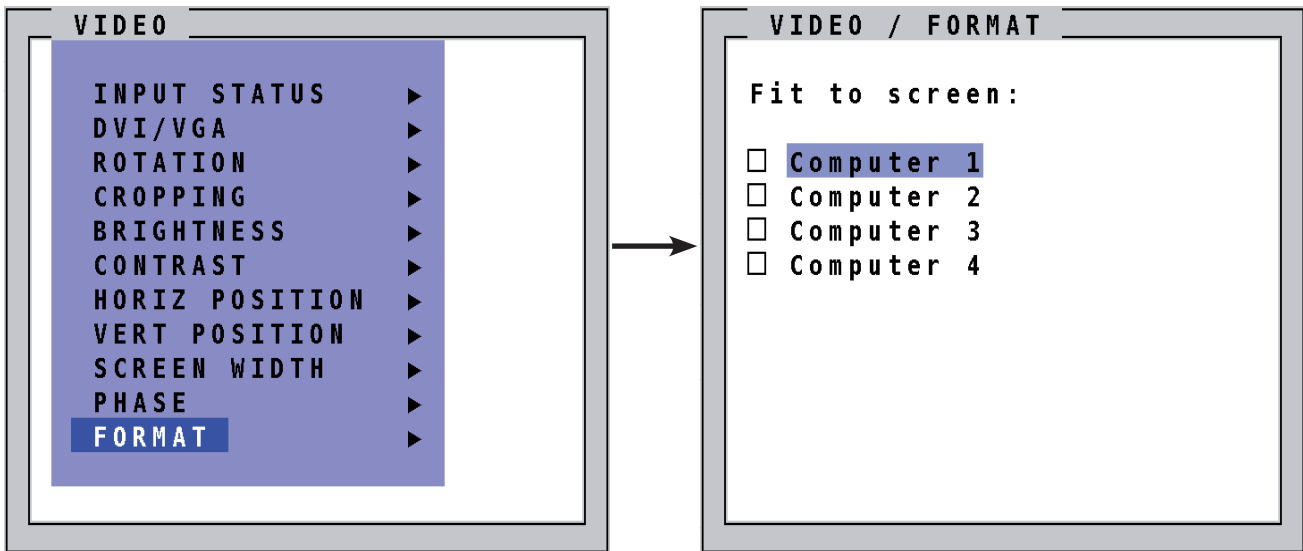 VIDEO
INPUT STATUS
DVI/VGA
ROTATION
CROPPING
BRIGHTNESS
CONTRAST
HORIZ POSITION
VERT POSITION
SCREEN WIDTH
PHASE
FORMAT
VIDEO / FORMAT
Fit to screen:
Computer 1
Computer 2
Computer 3
Computer 4